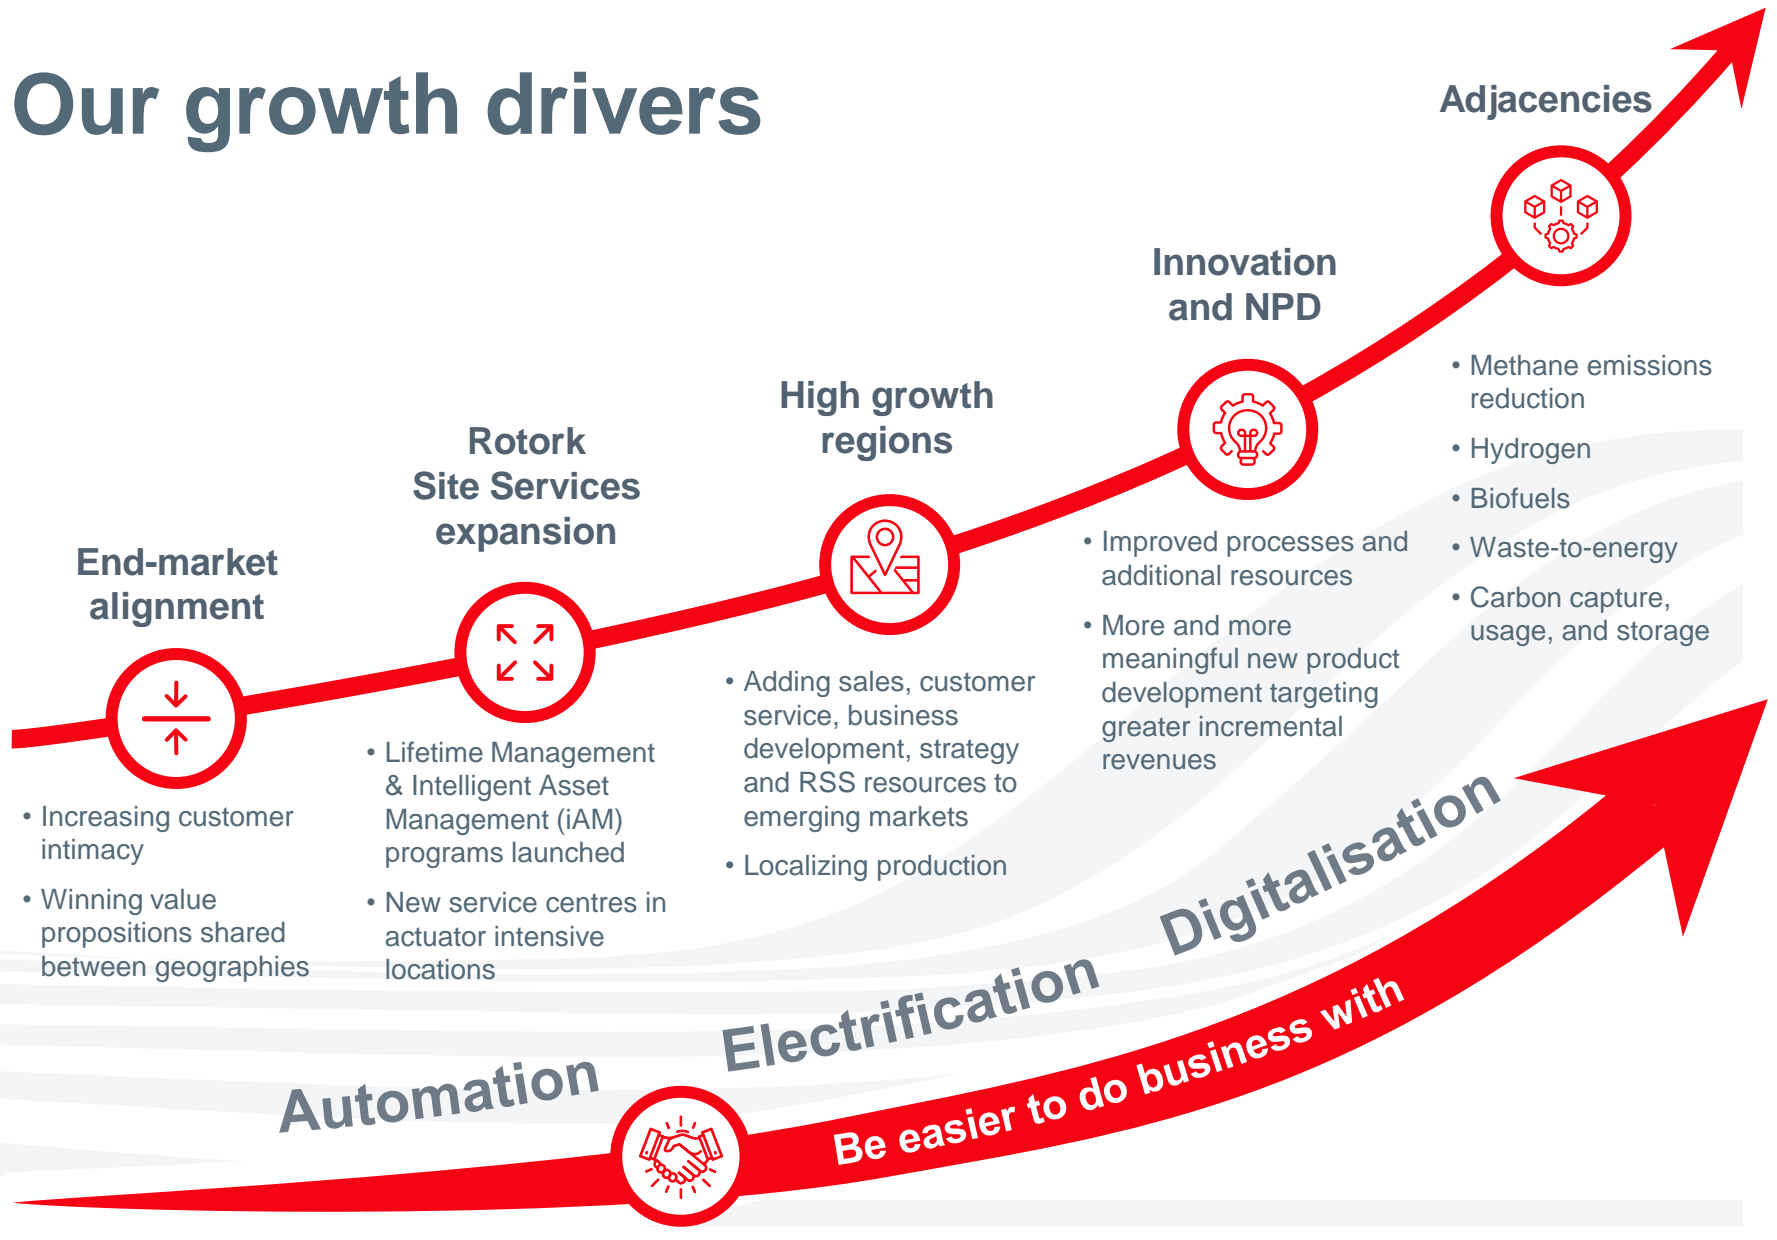 Our growth drivers
End-market
alignment
• Increasing customer
intimacy
• Winning value
propositions shared
between geographies
Rotork
Site Services
expansion
• Lifetime Management
& Intelligent Asset
Management (iAM)
programs launched
• New service centres in
actuator intensive
locations
High growth
regions
• Adding sales, customer
service, business
development, strategy
and RSS resources to
emerging markets
• Localizing production
Innovation
and NPD
• Improved processes and
additional resources
• More and more
meaningful new product
development targeting
greater incremental
revenues
Adjacencies
• Methane emissions
reduction
• Hydrogen
• Biofuels
• Waste-to-energy
• Carbon capture,
usage, and storage
Automation
Electrification
Digitalisation
Be easier to do business with